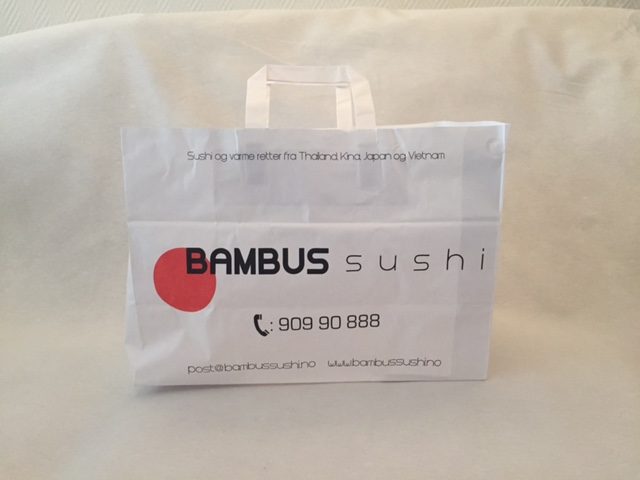 Sushi og varme retter fra Thailand, Kina, Japan og Vietnam
BAMBUS sushi
: 909 90 888
post@bambussushi.no www.bambussushi.no